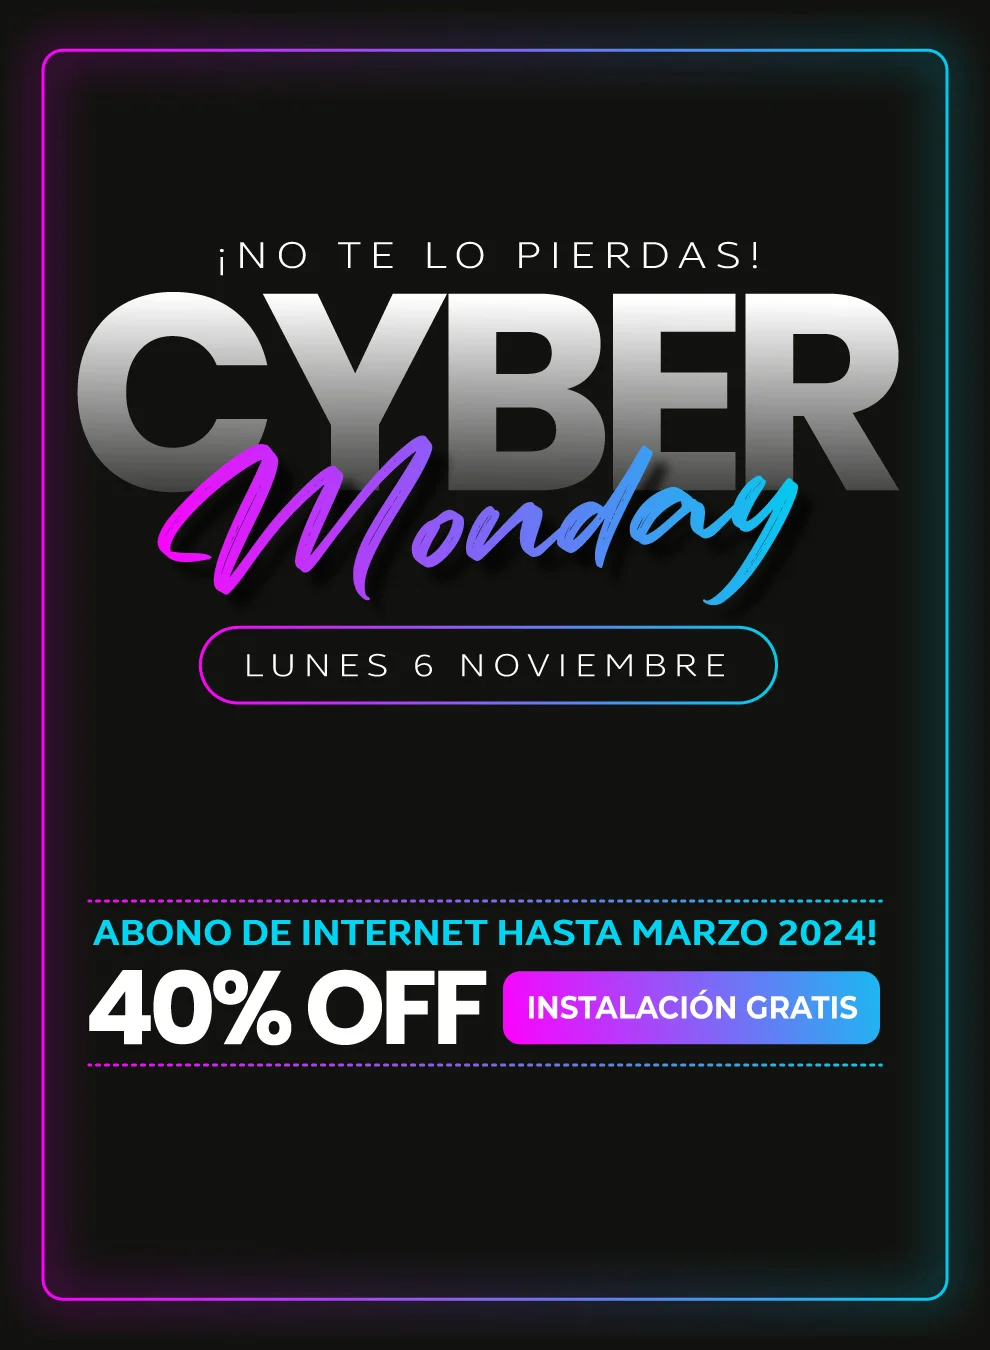 ¡NO TE LO PIERDAS!
CYBER
Monday
LUNES 6 NOVIEMBRE
ABONO DE INTERNET HASTA MARZO 2024!
40% OFF INSTALACIÓN GRATIS